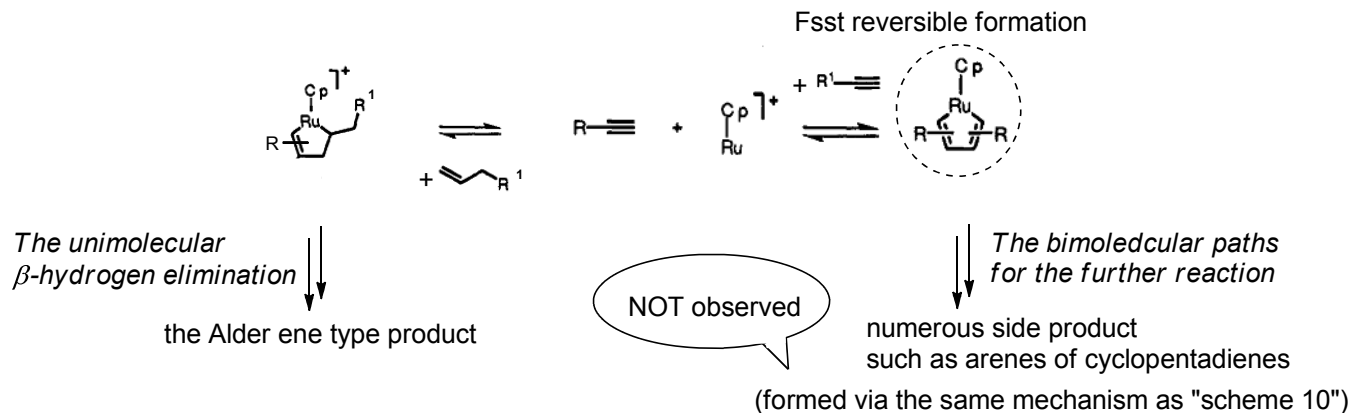 Fsst reversible formation
Cp ]+
R1
Ru
R
R
+
Cp ]+
Ru
+ R1
Cp
Ru
R R
+ R1
The unimolecular
β-hydrogen elimination
the Alder ene type product
NOT observed
The bimoledcular paths
for the further reaction
numerous side product
such as arenes of cyclopentadienes
(formed via the same mechanism as "scheme 10")